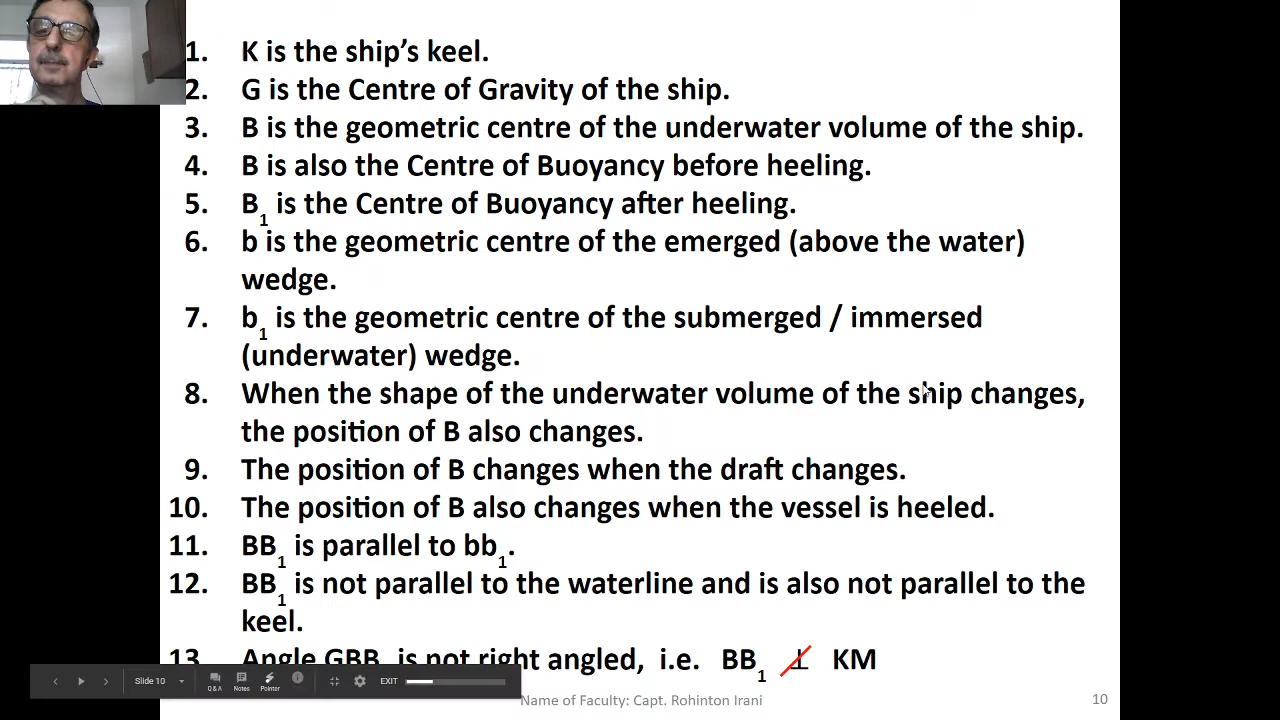 1. K is the ship's keel.
2. G is the Centre of Gravity of the ship.
3. B is the geometric centre of the underwater volume of the ship.
4. B is also the Centre of Buoyancy before heeling.
5. B1 is the Centre of Buoyancy after heeling.
6. b is the geometric centre of the emerged (above the water)
wedge.
7. b1 is the geometric centre of the submerged / immersed
(underwater) wedge.
8. When the shape of the underwater volume of the ship changes,
the position of B also changes.
9. The position of B changes when the draft changes.
10. The position of B also changes when the vessel is heeled.
11. BB1 is parallel to bb1.
12. BB1 is not parallel to the waterline and is also not parallel to the
keel.
13. Angle GBB is not right angled, i.e. BB1 ⊥ KM
Slide 10 Q & A Notes Pointer EXIT
Name of Faculty: Capt. Rohinton Irani 10